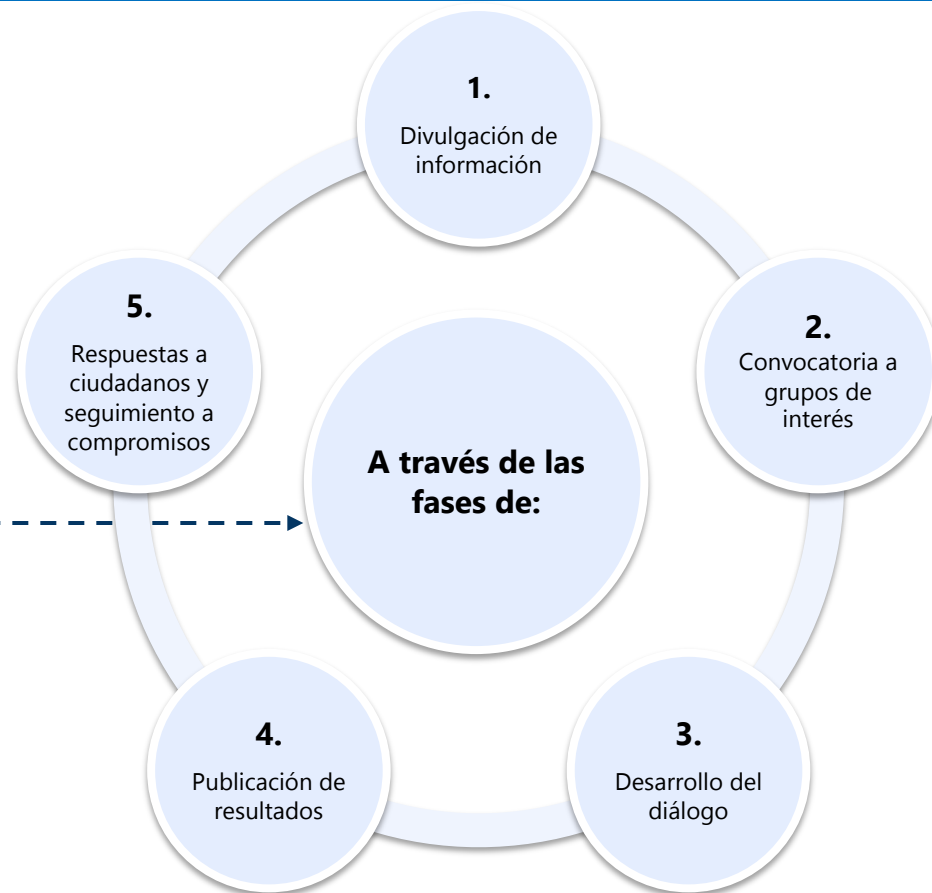 1.
Divulgación de
información
2.
Convocatoria a
grupos de
interés
3.
Desarrollo del
diálogo
4.
Publicación de
resultados
5.
Respuestas a
ciudadanos y
seguimiento a
compromisos
A través de las
fases de: